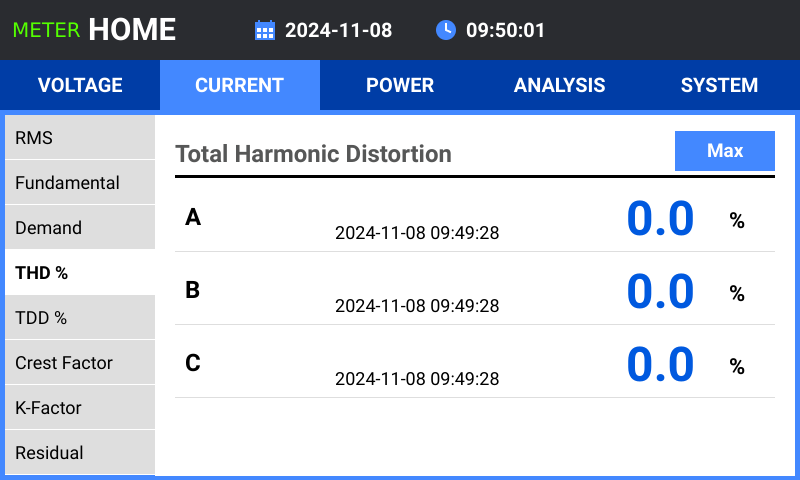 METER HOME 2024-11-08 09:50:01
VOLTAGE CURRENT POWER ANALYSIS SYSTEM
RMS
Fundamental
Demand
THD %
TDD %
Crest Factor
K-Factor
Residual
Total Harmonic Distortion Max
A 2024-11-08 09:49:28 0.0 %
B 2024-11-08 09:49:28 0.0 %
C 2024-11-08 09:49:28 0.0 %